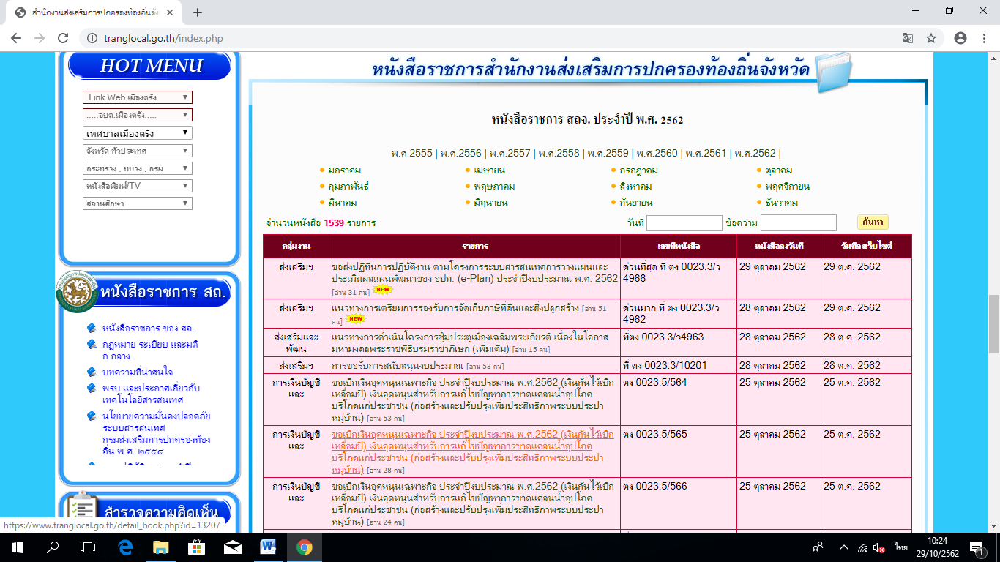 สำนักงานส่งเสริมการปกครองท้องถิ่นจัง
tranglocal.go.th/index.php
HOT MENU
Link Web เมืองตรัง
.....อบต.เมืองตรัง.....
เทศบาลเมืองตรัง
จังหวัด ทั่วประเทศ
กระทรวง , ทบวง , กรม
หนังสือพิมพ์/TV
สถานศึกษา
หนังสือราชการ สถ.
หนังสือราชการ ของ สถ.
กฎหมาย ระเบียบ และมติ
ก.กลาง
บทความที่น่าสนใจ
พรบ.และประกาศเกี่ยวกับ
เทคโนโลยีสารสนเทศ
นโยบายความมั่นคงปลอดภัย
ระบบสารสนเทศ
กรมส่งเสริมการปกครองท้อง
ถิ่น พ.ศ. ๒๕๕๔
สำรวจความคิดเห็น
หนังสือราชการสำนักงานส่งเสริมการปกครองท้องถิ่นจังหวัด
หนังสือราชการ สถจ. ประจำปี พ.ศ. 2562
พ.ศ.2555 | พ.ศ.2556 | พ.ศ.2557 | พ.ศ.2558 | พ.ศ.2559 | พ.ศ.2560 | พ.ศ.2561 | พ.ศ.2562 |
มกราคม เมษายน กรกฎาคม ตุลาคม
กุมภาพันธ์ พฤษภาคม สิงหาคม พฤศจิกายน
มีนาคม มิถุนายน กันยายน ธันวาคม
จำนวนหนังสือ 1539 รายการ วันที่ ข้อความ ค้นหา
กลุ่มงาน รายการ เลขที่หนังสือ หนังสือลงวันที่ วันที่ลงเว็บไซต์
ส่งเสริมฯ ขอส่งปฏิทินการปฏิบัติงาน ตามโครงการระบบสารสนเทศการวางแผนและ ด่วนที่สุด ที่ ตง 0023.3/ว 29 ตุลาคม 2562 29 ต.ค. 2562
ประเมินผลแผนพัฒนาของ อปท. (e-Plan) ประจำปีงบประมาณ พ.ศ. 2562 4966
[อ่าน 31 คน] NEW
ส่งเสริมฯ แนวทางการเตรียมการรองรับการจัดเก็บภาษีที่ดินและสิ่งปลูกสร้าง [อ่าน 51 ด่วนมาก ที่ ตง 0023.3/ว 28 ตุลาคม 2562 29 ต.ค. 2562
คน] NEW 4962
ส่งเสริมและ แนวทางการดำเนินโครงการซุ้มประตูเมืองเฉลิมพระเกียรติ เนื่องในโอกาส ที่ตง 0023.3/ว4963 28 ตุลาคม 2562 28 ต.ค. 2562
พัฒน มหามงคลพระราชพิธีบรมราชาภิเษก (เพิ่มเติม) [อ่าน 15 คน]
ส่งเสริมฯ การขอรับการสนับสนุนงบประมาณ [อ่าน 53 คน] ที่ ตง 0023.3/10201 28 ตุลาคม 2562 28 ต.ค. 2562
การเงินบัญชี ขอเบิกเงินอุดหนุนเฉพาะกิจ ประจำปีงบประมาณ พ.ศ.2562 (เงินกันไว้เบิก ตง 0023.5/564 25 ตุลาคม 2562 25 ต.ค. 2562
และ เหลื่อมปี) เงินอุดหนุนสำหรับการแก้ไขปัญหาการขาดแคลนน้ำอุปโภค
บริโภคแก่ประชาชน (ก่อสร้างและปรับปรุงเพิ่มประสิทธิภาพระบบประปา
หมู่บ้าน) [อ่าน 53 คน]
การเงินบัญชี ขอเบิกเงินอุดหนุนเฉพาะกิจ ประจำปีงบประมาณ พ.ศ.2562 (เงินกันไว้เบิก ตง 0023.5/565 25 ตุลาคม 2562 25 ต.ค. 2562
และ เหลื่อมปี) เงินอุดหนุนสำหรับการแก้ไขปัญหาการขาดแคลนน้ำอุปโภค
บริโภคแก่ประชาชน (ก่อสร้างและปรับปรุงเพิ่มประสิทธิภาพระบบประปา
หมู่บ้าน) [อ่าน 28 คน]
การเงินบัญชี ขอเบิกเงินอุดหนุนเฉพาะกิจ ประจำปีงบประมาณ พ.ศ.2562 (เงินกันไว้เบิก ตง 0023.5/566 25 ตุลาคม 2562 25 ต.ค. 2562
และ เหลื่อมปี) เงินอุดหนุนสำหรับการแก้ไขปัญหาการขาดแคลนน้ำอุปโภค
บริโภคแก่ประชาชน (ก่อสร้างและปรับปรุงเพิ่มประสิทธิภาพระบบประปา
หมู่บ้าน) [อ่าน 24 คน]
https://www.tranglocal.go.th/detail_book.php?id=13207
ไทย
10:24
29/10/2562
1